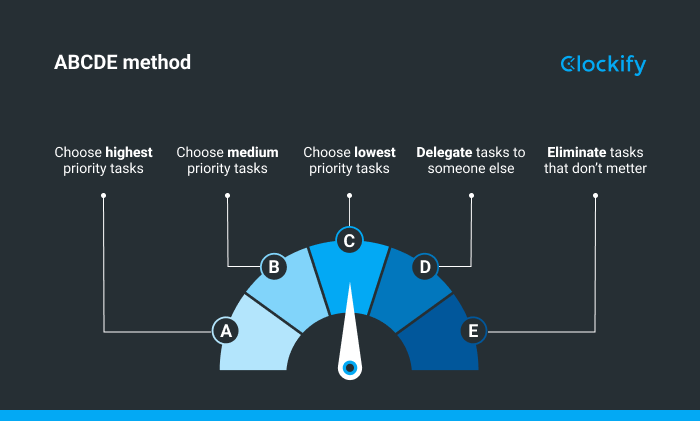 ABCDE method
Clockify
Choose highest
priority tasks
Choose medium
priority tasks
Choose lowest
priority tasks
Delegate tasks to
someone else
Eliminate tasks
that don't metter
A
B
C
D
E